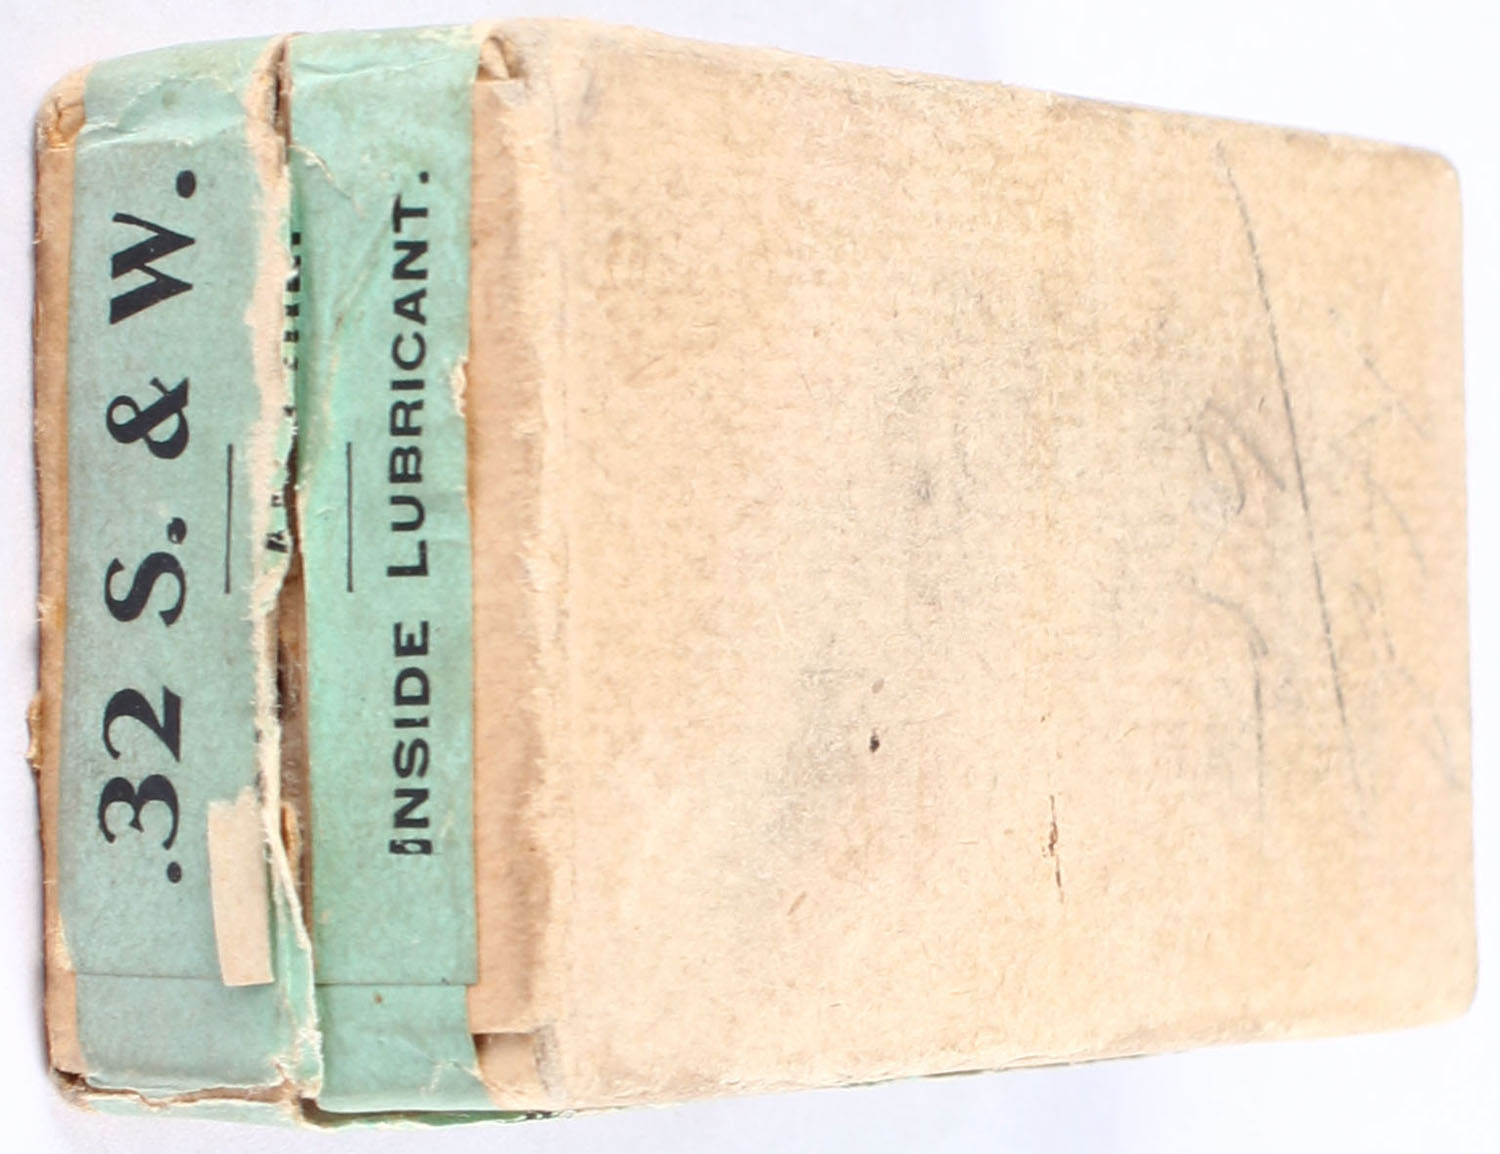 .32 S. & W.
INSIDE LUBRICANT.